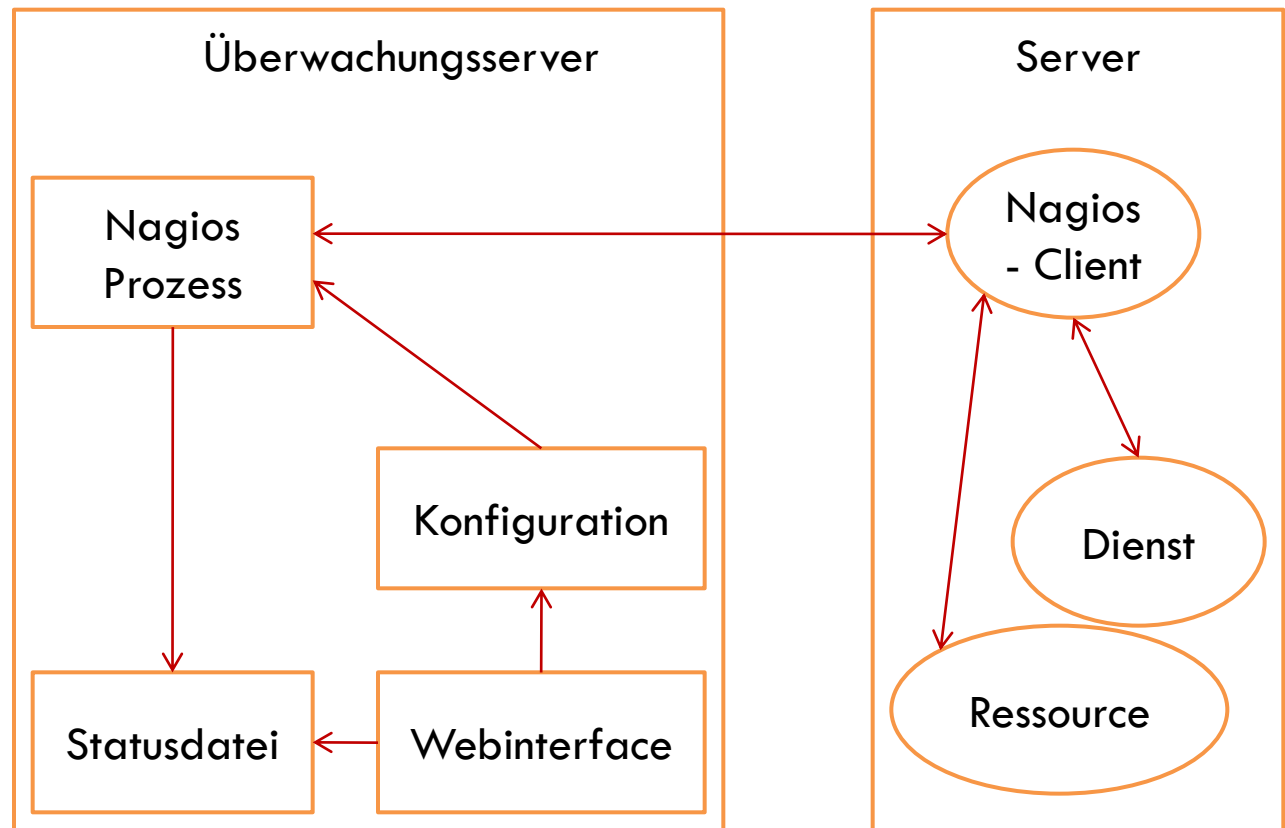 Überwachungsserver
Nagios
Prozess
Konfiguration
Statusdatei
Webinterface
Server
Nagios
- Client
Dienst
Ressource